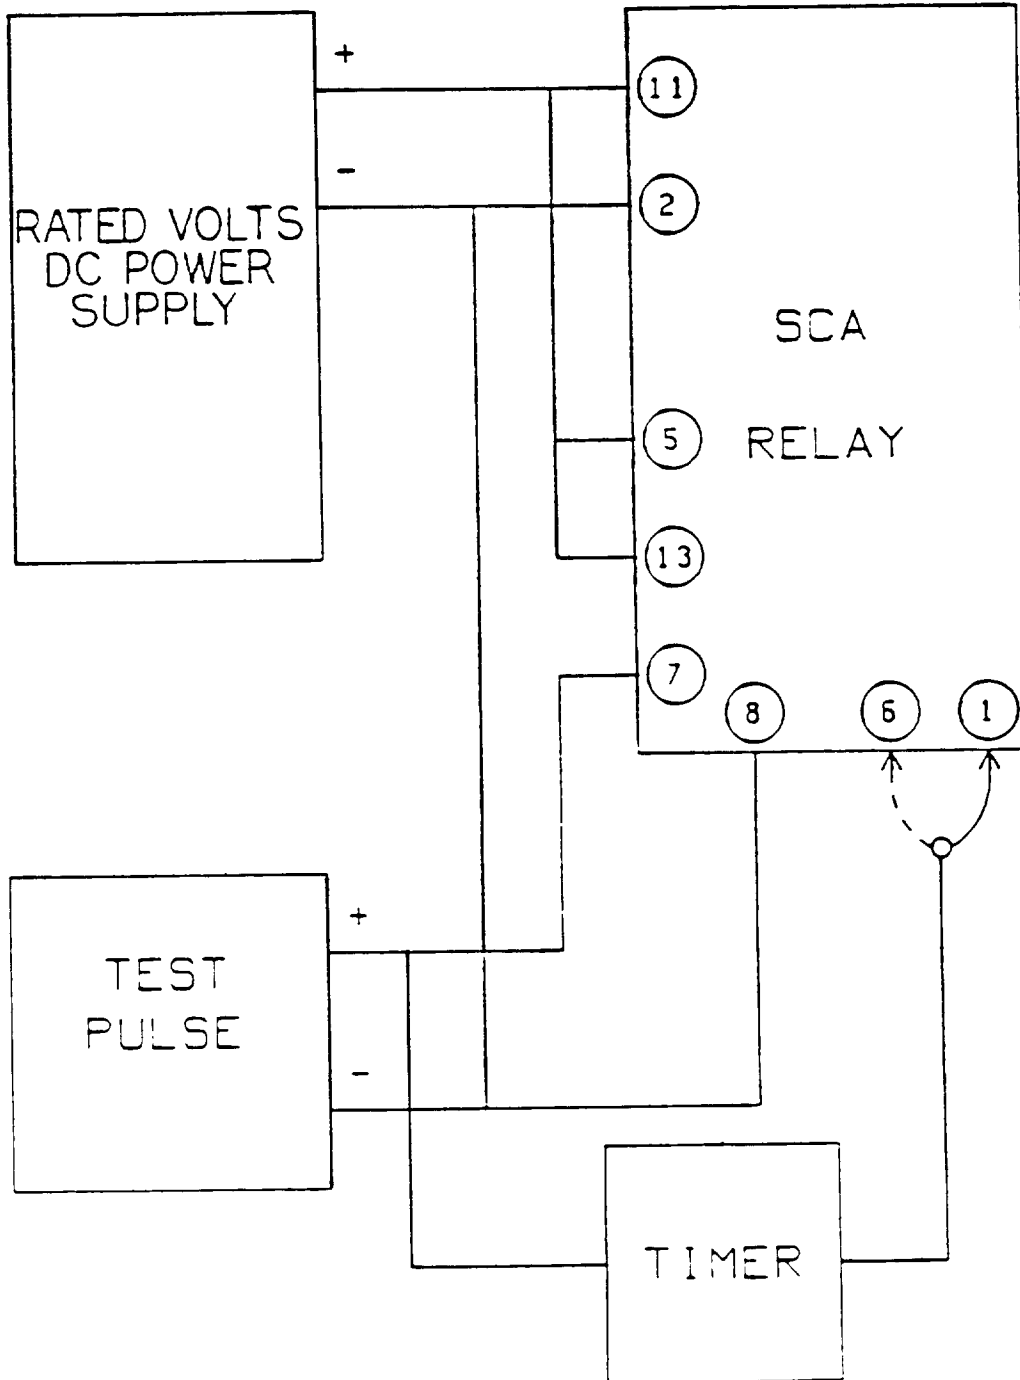 +
11
-
2
RATED VOLTS
DC POWER
SUPPLY
SCA
RELAY
5
13
7
8
6
1
+
TEST
PULSE
-
TIMER